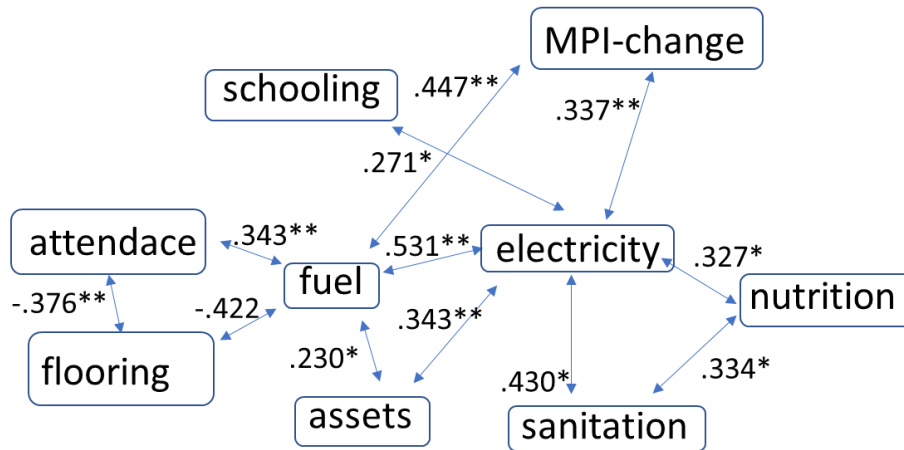 MPI-change
schooling
.447**
.337**
.271*
attendace
.343**
.531**
electricity
.327*
fuel
nutrition
-.376**
-.422
.343**
flooring
.230*
.430*
.334*
assets
sanitation